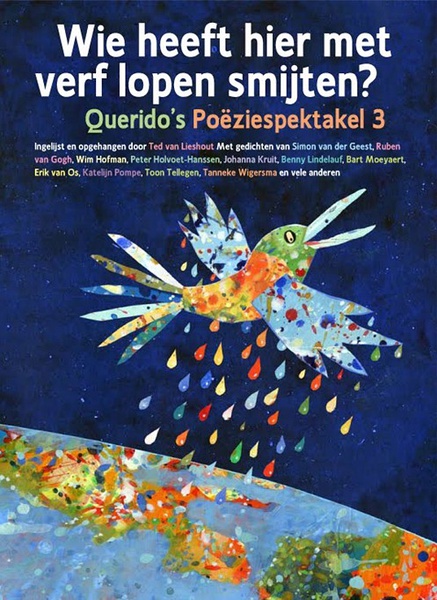 Wie heeft hier met
verf lopen smijten?
Querido's Poëziespektakel 3
Ingelijst en opgehangen door Ted van Lieshout Met gedichten van Simon van der Geest, Ruben
van Gogh, Wim Hofman, Peter Holvoet-Hanssen, Johanna Kruit, Benny Lindelauf, Bart Moeyaert,
Erik van Os, Katelijn Pompe, Toon Tellegen, Tanneke Wigersma en vele anderen